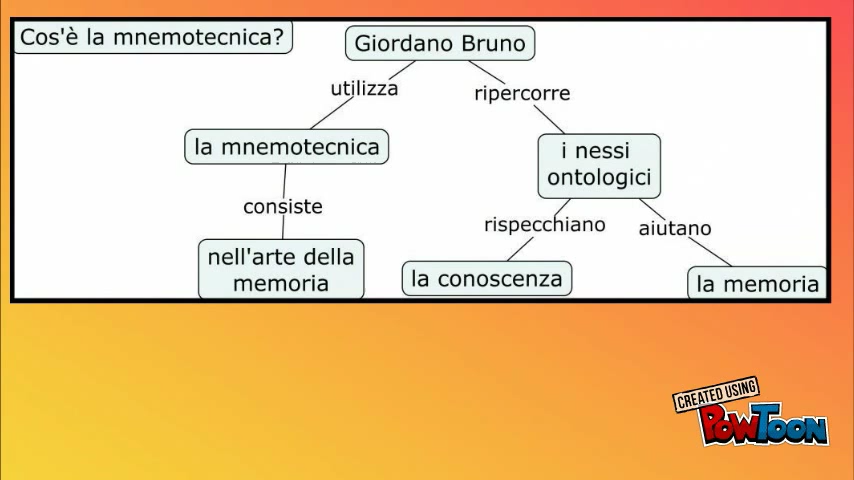 Cos'è la mnemotecnica?
Giordano Bruno
utilizza
ripercorre
la mnemotecnica
i nessi
ontologici
consiste
rispecchiano
aiutano
nell'arte della
memoria
la conoscenza
la memoria
CREATED USING
POWTOON